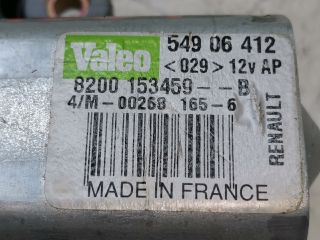 Valeo
549 06 412
<029> 12v AP
8200 153459--B
4/M-00268 165-6
RENAULT
MADE IN FRANCE